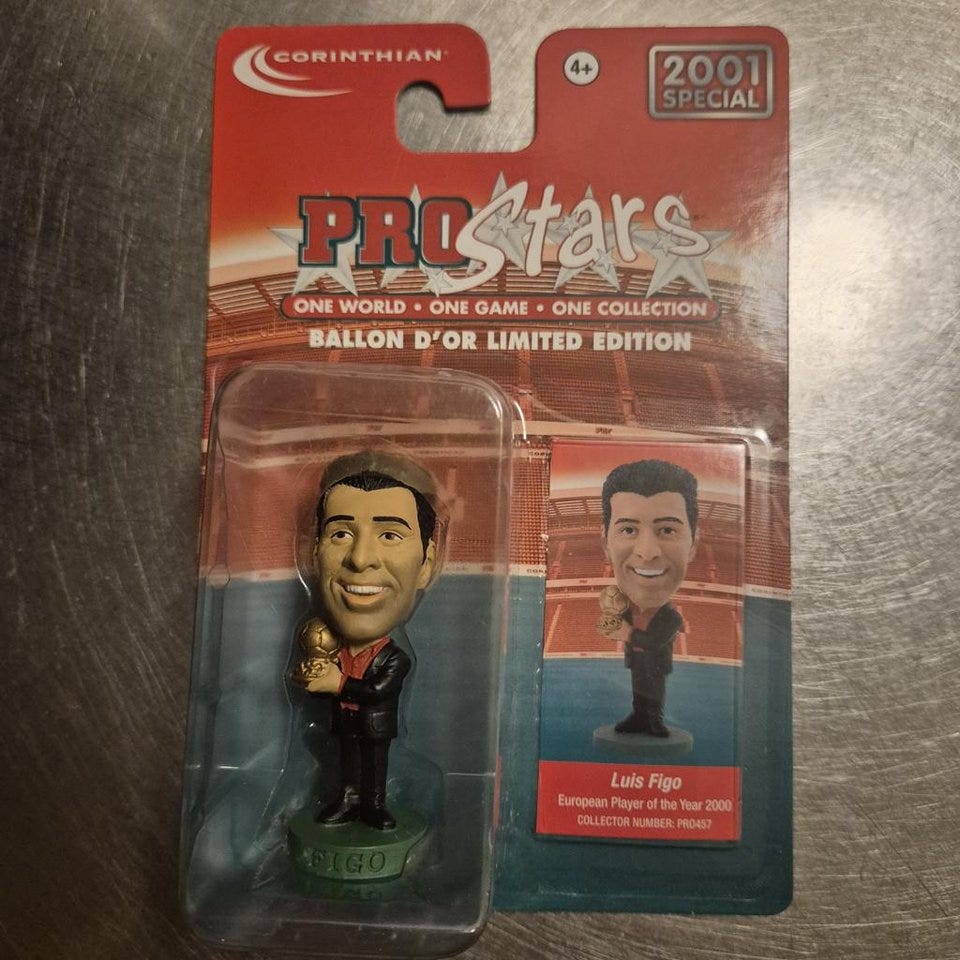 CORINTHIAN
4+
2001
SPECIAL
PROStars
ONE WORLD • ONE GAME • ONE COLLECTION
BALLON D'OR LIMITED EDITION
FIGO
Luis Figo
European Player of the Year 2000
COLLECTOR NUMBER: PRO457